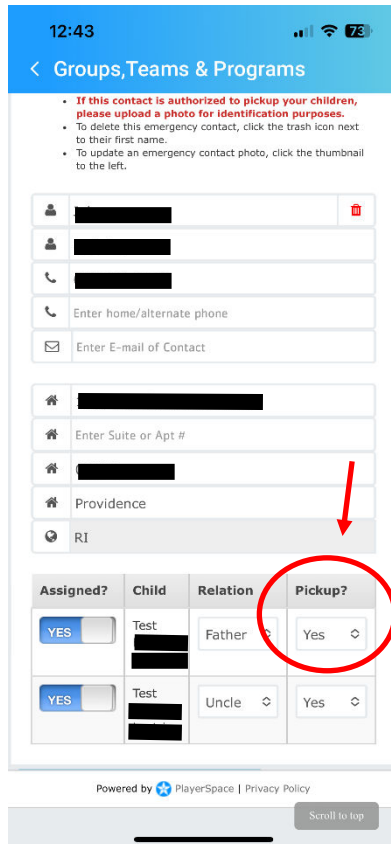 12:43
73
Groups,Teams & Programs
• If this contact is authorized to pickup your children,
please upload a photo for identification purposes.
• To delete this emergency contact, click the trash icon next
to their first name.
• To update an emergency contact photo, click the thumbnail
to the left.
Enter home/alternate phone
Enter E-mail of Contact
Enter Suite or Apt #
Providence
RI
Assigned? Child Relation Pickup?
YES Test Father Yes
YES Test Uncle Yes
Powered by PlayerSpace | Privacy Policy
Scroll to top